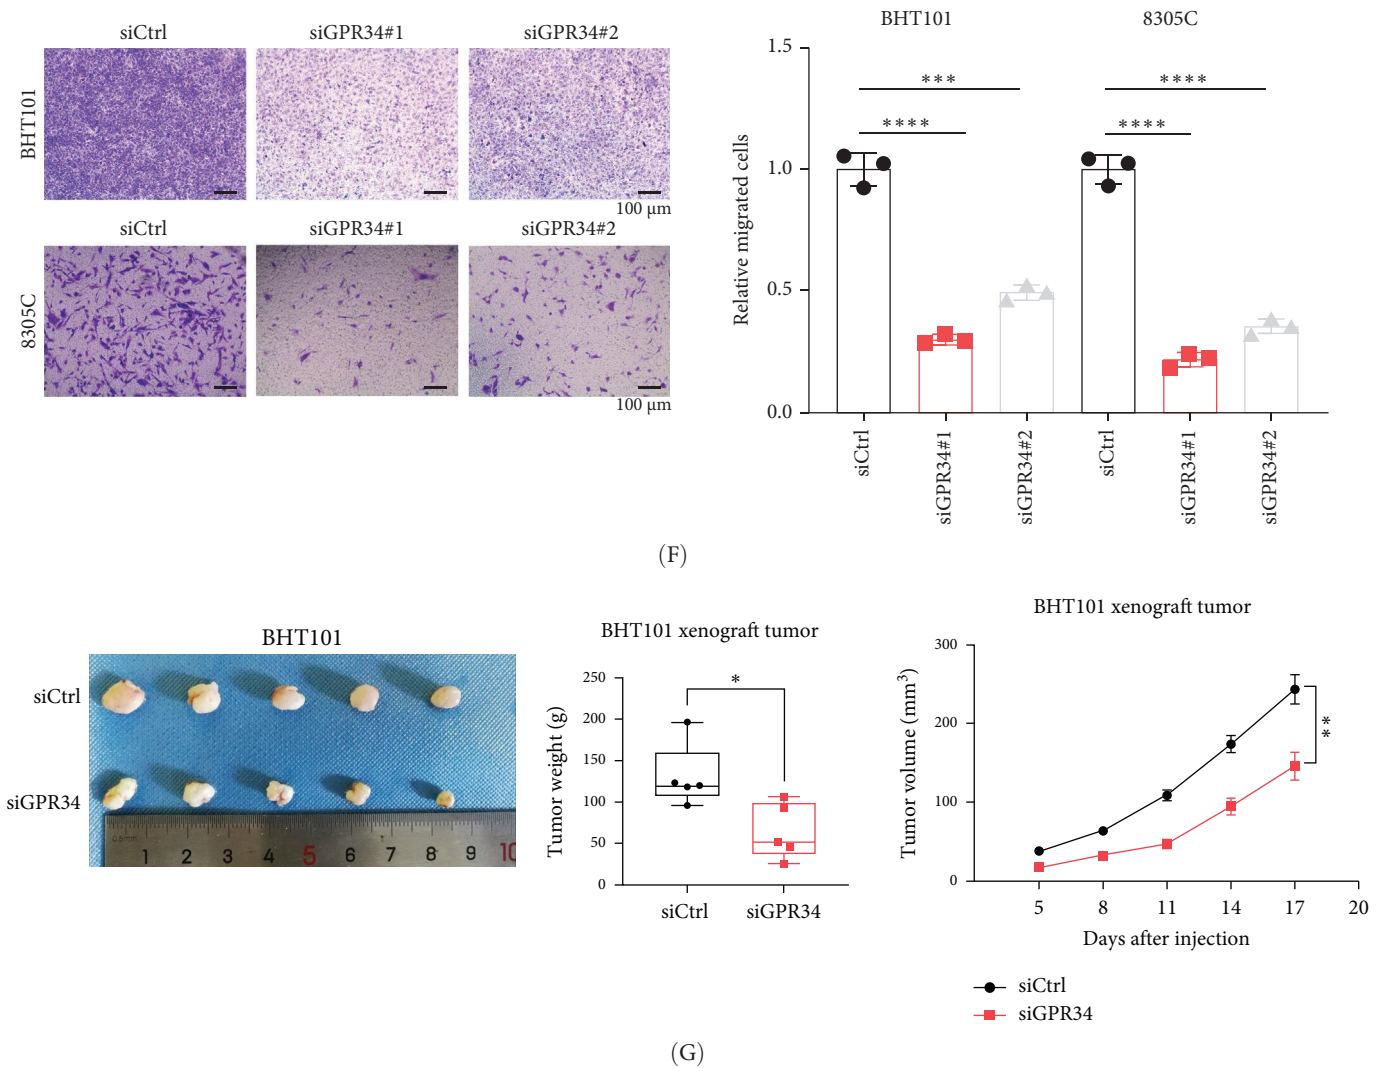 siCtrl siGPR34#1 siGPR34#2
BHT101
100 µm
siCtrl siGPR34#1 siGPR34#2
8305C
100 µm
BHT101 8305C
Relative migrated cells
1.5
1.0
0.5
0.0
*** ****
**** ****
siCtrl siGPR34#1 siGPR34#2 siCtrl siGPR34#1 siGPR34#2
(F)
BHT101
siCtrl
siGPR34
0.5mm
1 2 3 4 5 6 7 8 9 10
BHT101 xenograft tumor
Tumor weight (g)
250
200
150
100
50
0
*
siCtrl siGPR34
BHT101 xenograft tumor
Tumor volume (mm³)
300
200
100
0
**
5 8 11 14 17 20
Days after injection
siCtrl
siGPR34
(G)